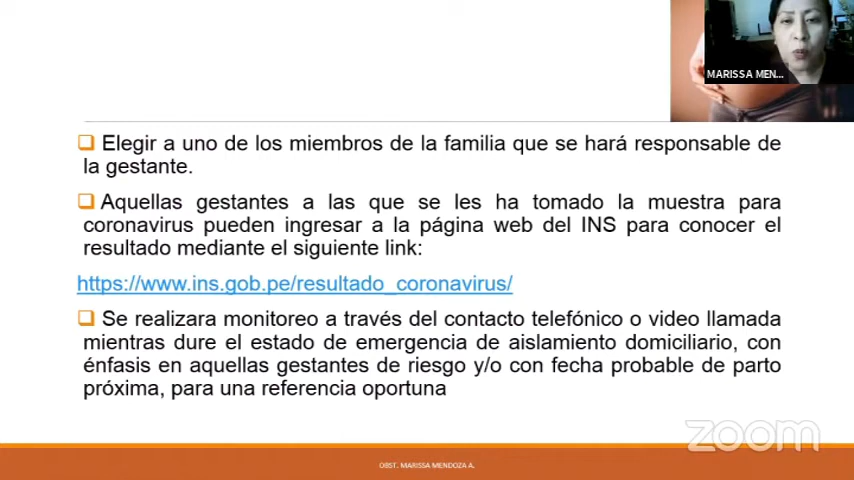 MARISSA MEN...
❑ Elegir a uno de los miembros de la familia que se hará responsable de
la gestante.
❑ Aquellas gestantes a las que se les ha tomado la muestra para
coronavirus pueden ingresar a la página web del INS para conocer el
resultado mediante el siguiente link:
https://www.ins.gob.pe/resultado_coronavirus/
❑ Se realizara monitoreo a través del contacto telefónico o video llamada
mientras dure el estado de emergencia de aislamiento domiciliario, con
énfasis en aquellas gestantes de riesgo y/o con fecha probable de parto
próxima, para una referencia oportuna
zoom
OBST. MARISSA MENDOZA A.